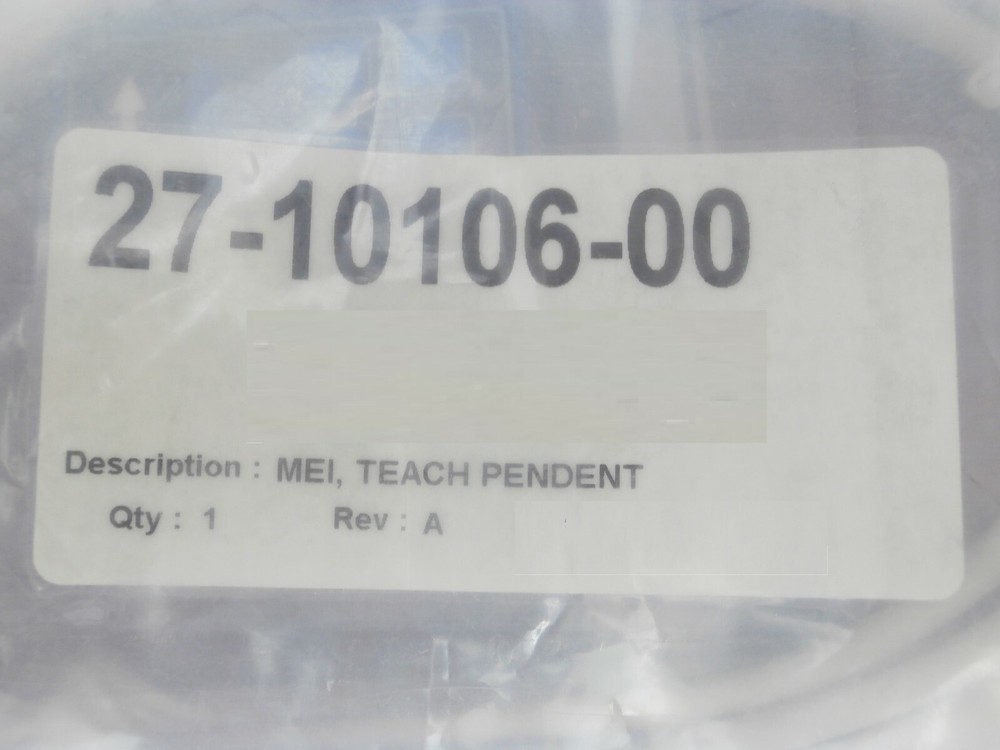 27-10106-00
Description : MEI, TEACH PENDENT
Qty : 1 Rev : A